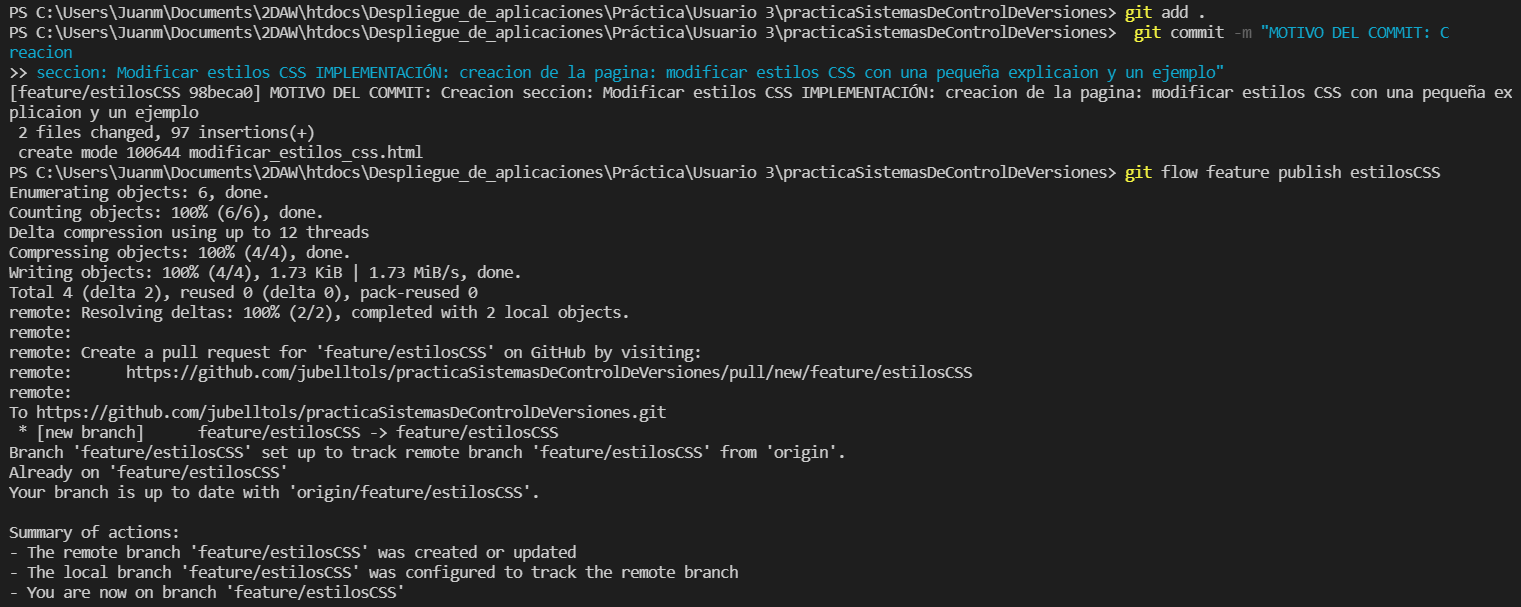 PS C:\Users\Juanm\Documents\2DAW\htdocs\Despliegue_de_aplicaciones\Práctica\Usuario 3\practicaSistemasDeControlDeVersiones> git add .
PS C:\Users\Juanm\Documents\2DAW\htdocs\Despliegue_de_aplicaciones\Práctica\Usuario 3\practicaSistemasDeControlDeVersiones>  git commit -m "MOTIVO DEL COMMIT: C
reacion
>> seccion: Modificar estilos CSS IMPLEMENTACIÓN: creacion de la pagina: modificar estilos CSS con una pequeña explicaion y un ejemplo"
[feature/estilosCSS 98beca0] MOTIVO DEL COMMIT: Creacion seccion: Modificar estilos CSS IMPLEMENTACIÓN: creacion de la pagina: modificar estilos CSS con una pequeña ex
plicaion y un ejemplo
 2 files changed, 97 insertions(+)
 create mode 100644 modificar_estilos_css.html
PS C:\Users\Juanm\Documents\2DAW\htdocs\Despliegue_de_aplicaciones\Práctica\Usuario 3\practicaSistemasDeControlDeVersiones> git flow feature publish estilosCSS
Enumerating objects: 6, done.
Counting objects: 100% (6/6), done.
Delta compression using up to 12 threads
Compressing objects: 100% (4/4), done.
Writing objects: 100% (4/4), 1.73 KiB | 1.73 MiB/s, done.
Total 4 (delta 2), reused 0 (delta 0), pack-reused 0
remote: Resolving deltas: 100% (2/2), completed with 2 local objects.
remote:
remote: Create a pull request for 'feature/estilosCSS' on GitHub by visiting:
remote:      https://github.com/jubelltols/practicaSistemasDeControlDeVersiones/pull/new/feature/estilosCSS
remote:
To https://github.com/jubelltols/practicaSistemasDeControlDeVersiones.git
 * [new branch]      feature/estilosCSS -> feature/estilosCSS
Branch 'feature/estilosCSS' set up to track remote branch 'feature/estilosCSS' from 'origin'.
Already on 'feature/estilosCSS'
Your branch is up to date with 'origin/feature/estilosCSS'.

Summary of actions:
- The remote branch 'feature/estilosCSS' was created or updated
- The local branch 'feature/estilosCSS' was configured to track the remote branch
- You are now on branch 'feature/estilosCSS'